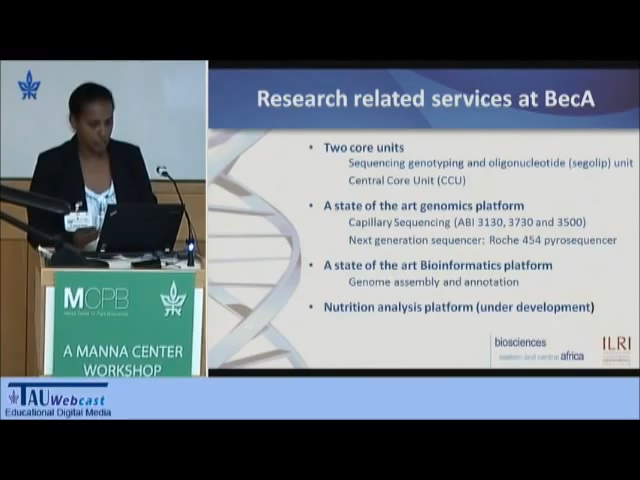 Research related services at BecA
• Two core units
Sequencing genotyping and oligonucleotide (segolip) unit
Central Core Unit (CCU)
• A state of the art genomics platform
Capillary Sequencing (ABI 3130, 3730 and 3500)
Next generation sequencer: Roche 454 pyrosequencer
• A state of the art Bioinformatics platform
Genome assembly and annotation
• Nutrition analysis platform (under development)
biosciences
eastern and central africa
ILRI
MCPB
A MANNA CENTER
WORKSHOP
TAU Webcast
Educational Digital Media